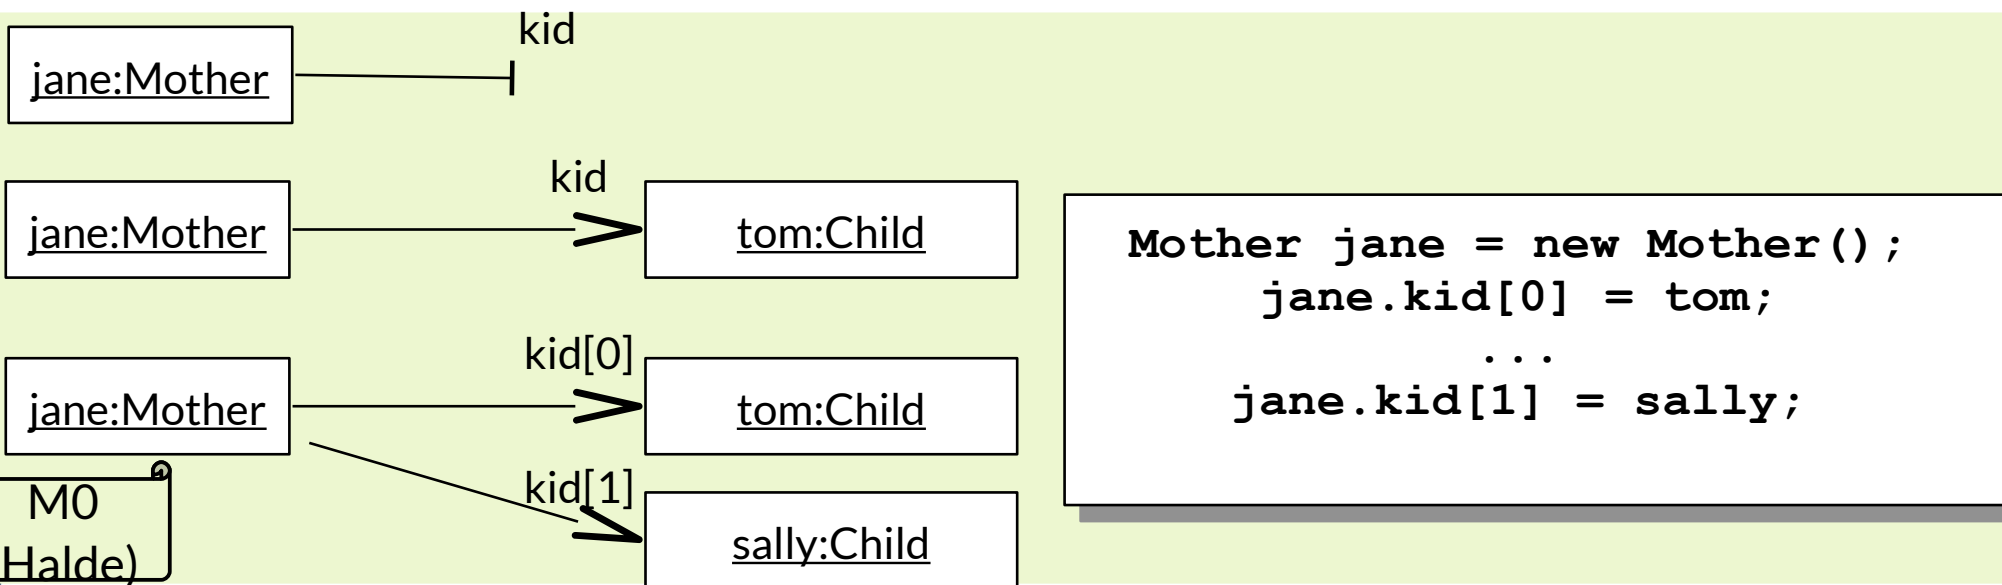 kid
jane:Mother
kid
jane:Mother
tom:Child
Mother jane = new Mother();
jane.kid[0] = tom;
...
jane.kid[1] = sally;
kid[0]
jane:Mother
tom:Child
kid[1]
sally:Child
M0
Halde)